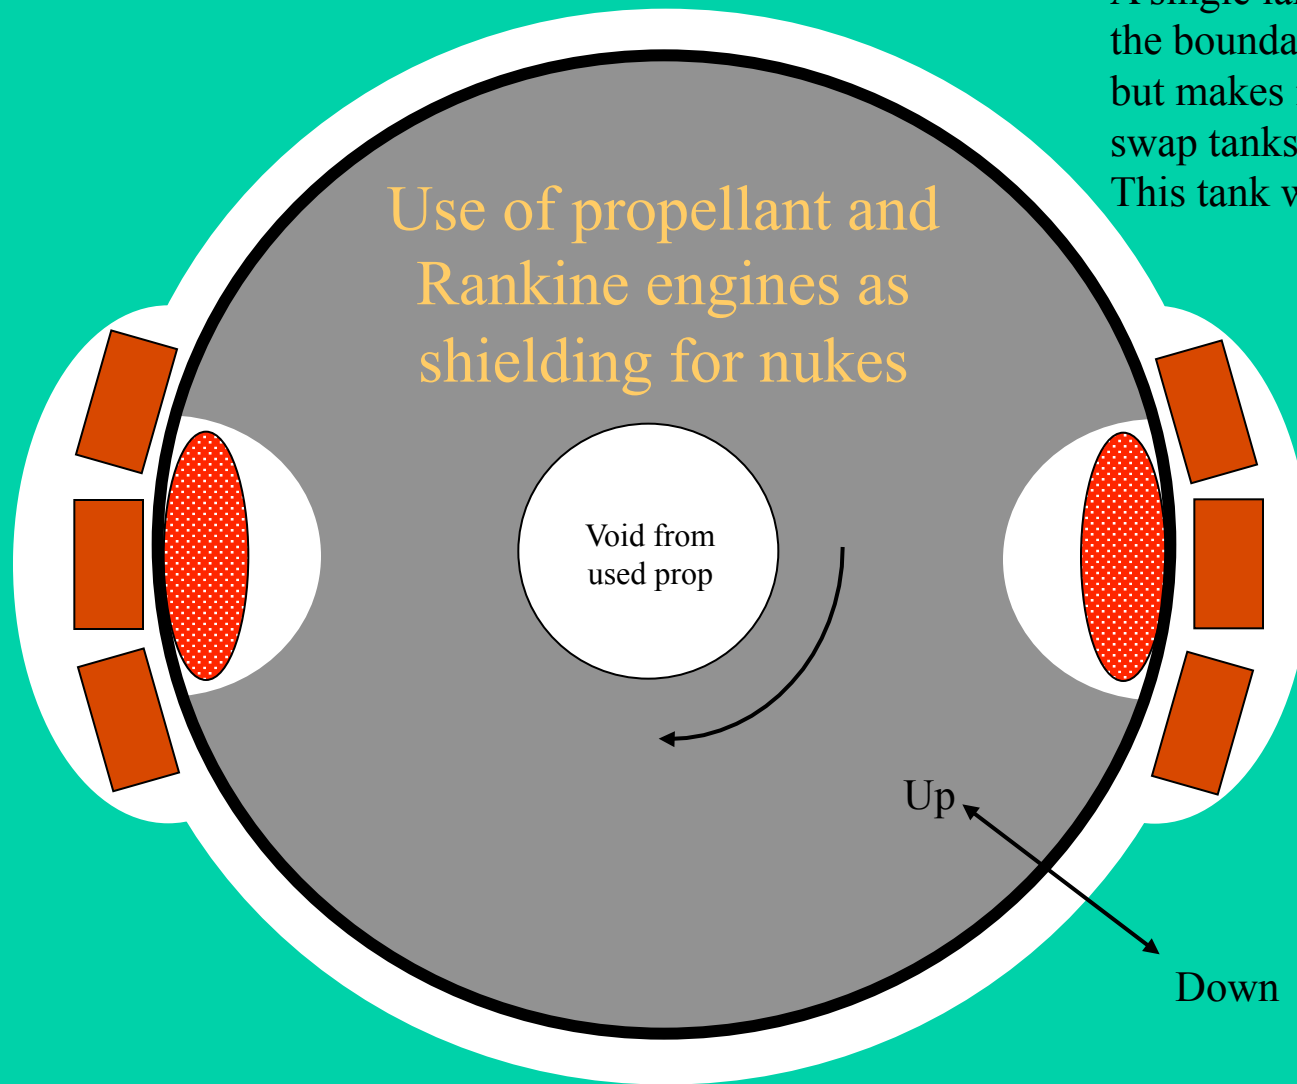 the bounda
but makes
swap tanks
This tank w
Use of propellant and
Rankine engines as
shielding for nukes
Void from
used prop
Up
Down